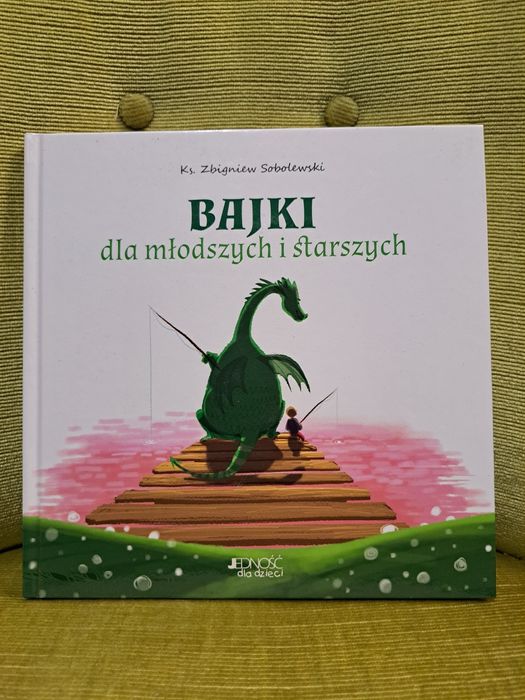 Ks. Zbigniew Sobolewski
BAJKI
dla młodszych i starszych
JEDNOŚĆ
dla dzieci